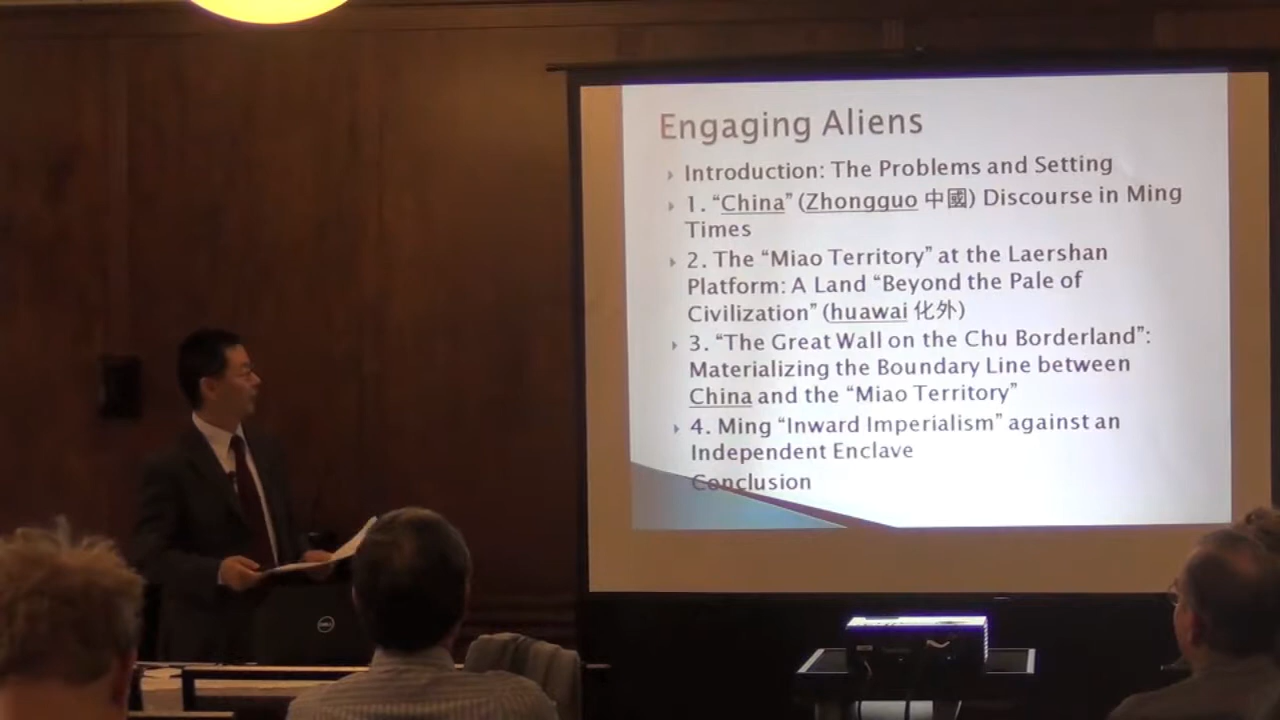 Engaging Aliens
Introduction: The Problems and Setting
1. “China” (Zhongguo 中國) Discourse in Ming
Times
2. The “Miao Territory” at the Laershan
Platform: A Land “Beyond the Pale of
Civilization” (huawai 化外)
3. “The Great Wall on the Chu Borderland”:
Materializing the Boundary Line between
China and the “Miao Territory”
4. Ming “Inward Imperialism” against an
Independent Enclave
Conclusion
DELL